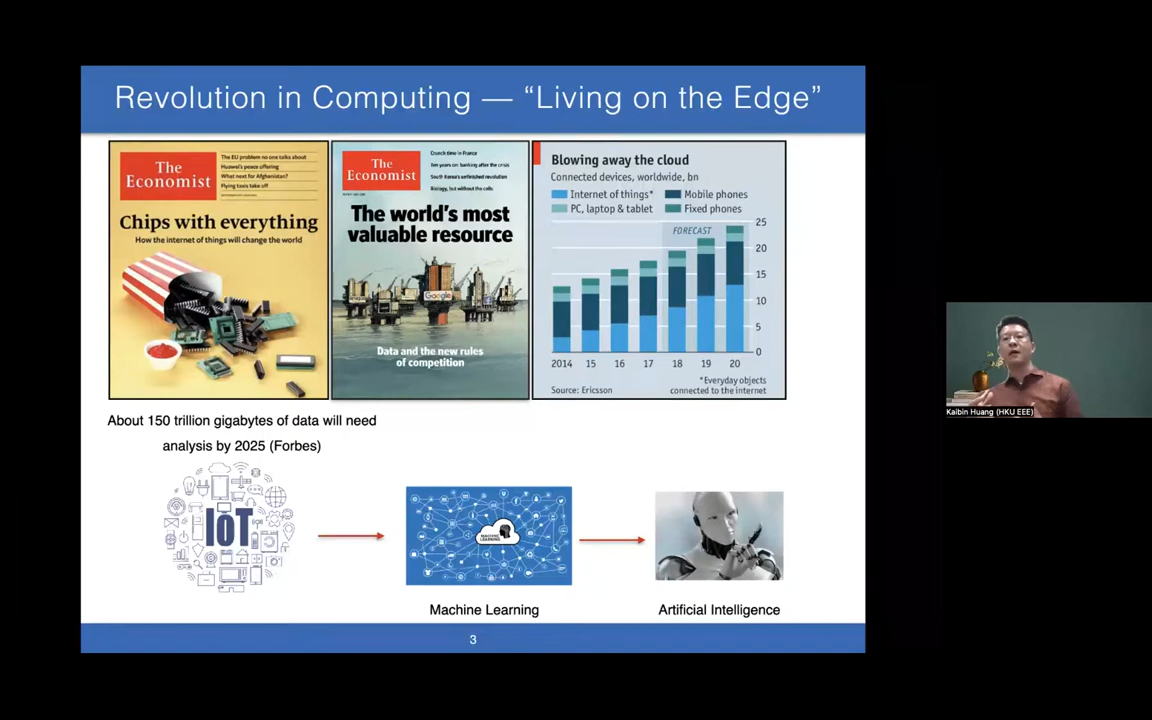 Revolution in Computing — “Living on the Edge”
The
Economist
The EU problem no one talks about
Huawei's peace offering
What next for Afghanistan?
Flying taxis take off
Chips with everything
How the internet of things will change the world
The
Economist
Crunch time in France
Ten years on: banking after the crisis
South Korea's unfinished revolution
Biology, but without the cells
The world's most
valuable resource
Google
Data and the new rules
of competition
Blowing away the cloud
Connected devices, worldwide, bn
Internet of things* Mobile phones
PC, laptop & tablet Fixed phones
FORECAST
25
20
15
10
5
0
2014 15 16 17 18 19 20
*Everyday objects
connected to the internet
Source: Ericsson
About 150 trillion gigabytes of data will need
analysis by 2025 (Forbes)
IoT
MACHINE
LEARNING
Machine Learning
Artificial Intelligence
3
Kaibin Huang (HKU EEE)